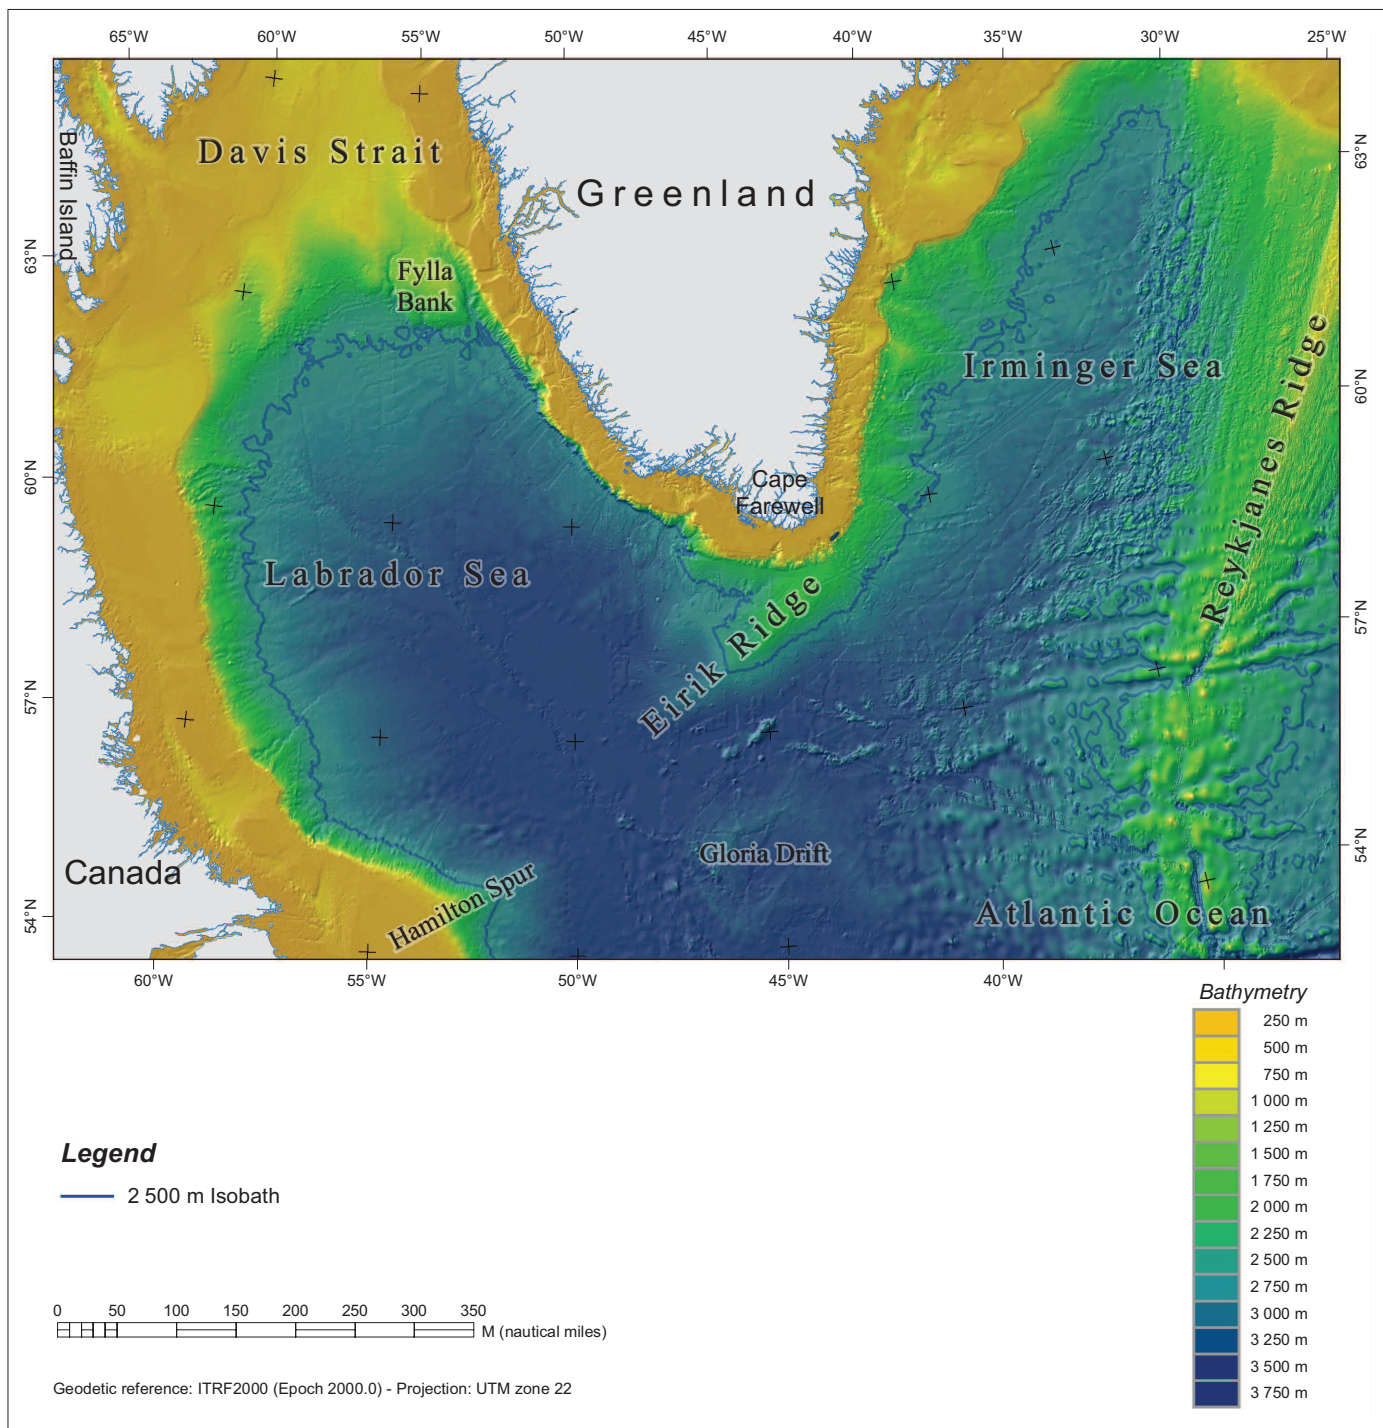 65°W 60°W 55°W 50°W 45°W 40°W 35°W 30°W 25°W
Baffin Island
Davis Strait
Greenland
63°N
63°N
Fylla
Bank
Irminger Sea
Reykjanes Ridge
60°N
60°N
Cape
Farewell
Labrador Sea
Eirik Ridge
57°N
57°N
Gloria Drift
54°N
Canada
Hamilton Spur
Atlantic Ocean
54°N
60°W 55°W 50°W 45°W 40°W
Bathymetry
250 m
500 m
750 m
1 000 m
1 250 m
1 500 m
1 750 m
2 000 m
2 250 m
2 500 m
2 750 m
3 000 m
3 250 m
3 500 m
3 750 m
Legend
2 500 m Isobath
0 50 100 150 200 250 300 350
M (nautical miles)
Geodetic reference: ITRF2000 (Epoch 2000.0) - Projection: UTM zone 22